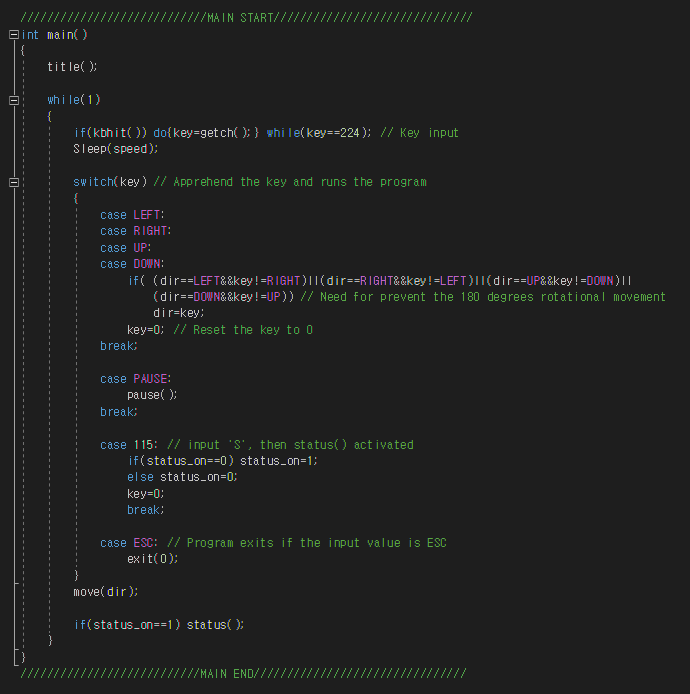 ////////////////////////////MAIN START//////////////////////////////
int main()
{
title();
while(1)
{
if(kbhit()) do{key=getch();} while(key==224); // Key input
Sleep(speed);
switch(key) // Apprehend the key and runs the program
{
case LEFT:
case RIGHT:
case UP:
case DOWN:
if( (dir==LEFT&&key!=RIGHT)||(dir==RIGHT&&key!=LEFT)||(dir==UP&&key!=DOWN)||
(dir==DOWN&&key!=UP)) // Need for prevent the 180 degrees rotational movement
dir=key;
key=0; // Reset the key to 0
break;
case PAUSE:
pause();
break;
case 115: // input 'S', then status() activated
if(status_on==0) status_on=1;
else status_on=0;
key=0;
break;
case ESC: // Program exits if the input value is ESC
exit(0);
}
move(dir);
if(status_on==1) status();
}
}
///////////////////////////MAIN END////////////////////////////////